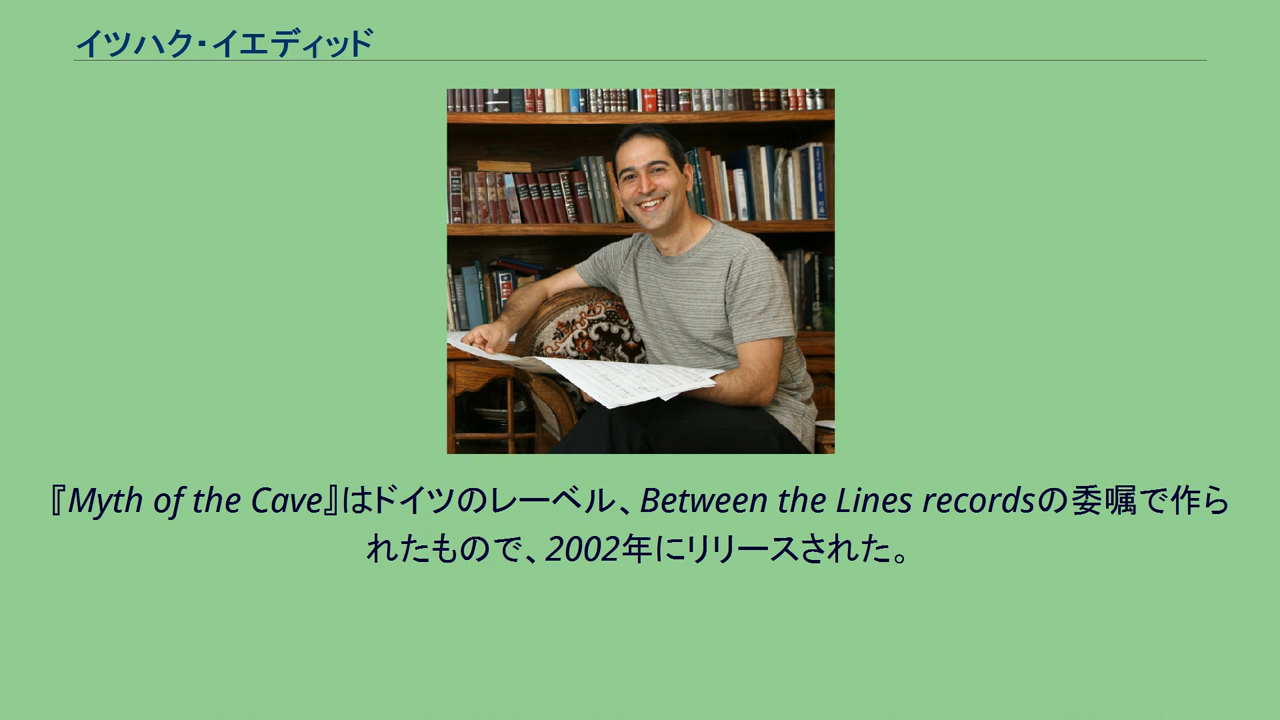 イツハク・イエディッド
『Myth of the Cave』はドイツのレーベル、Between the Lines recordsの委嘱で作ら
れたもので、2002年にリリースされた。